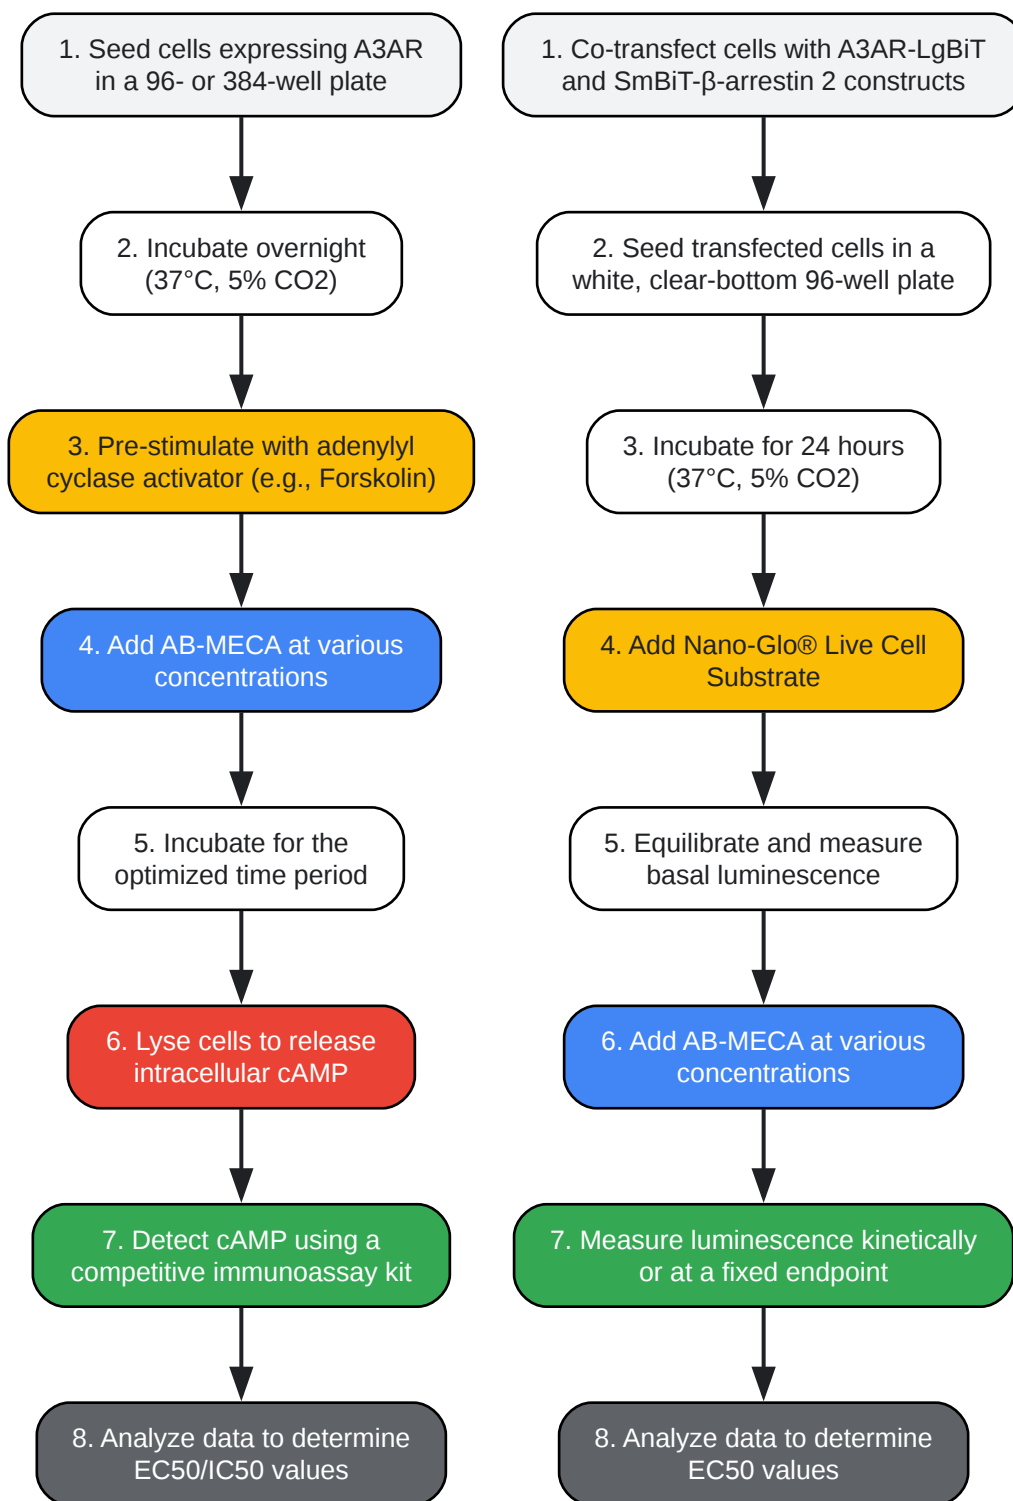 1. Seed cells expressing A3AR
in a 96- or 384-well plate
2. Incubate overnight
(37°C, 5% CO2)
3. Pre-stimulate with adenylyl
cyclase activator (e.g., Forskolin)
4. Add AB-MECA at various
concentrations
5. Incubate for the
optimized time period
6. Lyse cells to release
intracellular cAMP
7. Detect cAMP using a
competitive immunoassay kit
8. Analyze data to determine
EC50/IC50 values
1. Co-transfect cells with A3AR-LgBiT
and SmBiT-β-arrestin 2 constructs
2. Seed transfected cells in a
white, clear-bottom 96-well plate
3. Incubate for 24 hours
(37°C, 5% CO2)
4. Add Nano-Glo® Live Cell
Substrate
5. Equilibrate and measure
basal luminescence
6. Add AB-MECA at various
concentrations
7. Measure luminescence kinetically
or at a fixed endpoint
8. Analyze data to determine
EC50 values